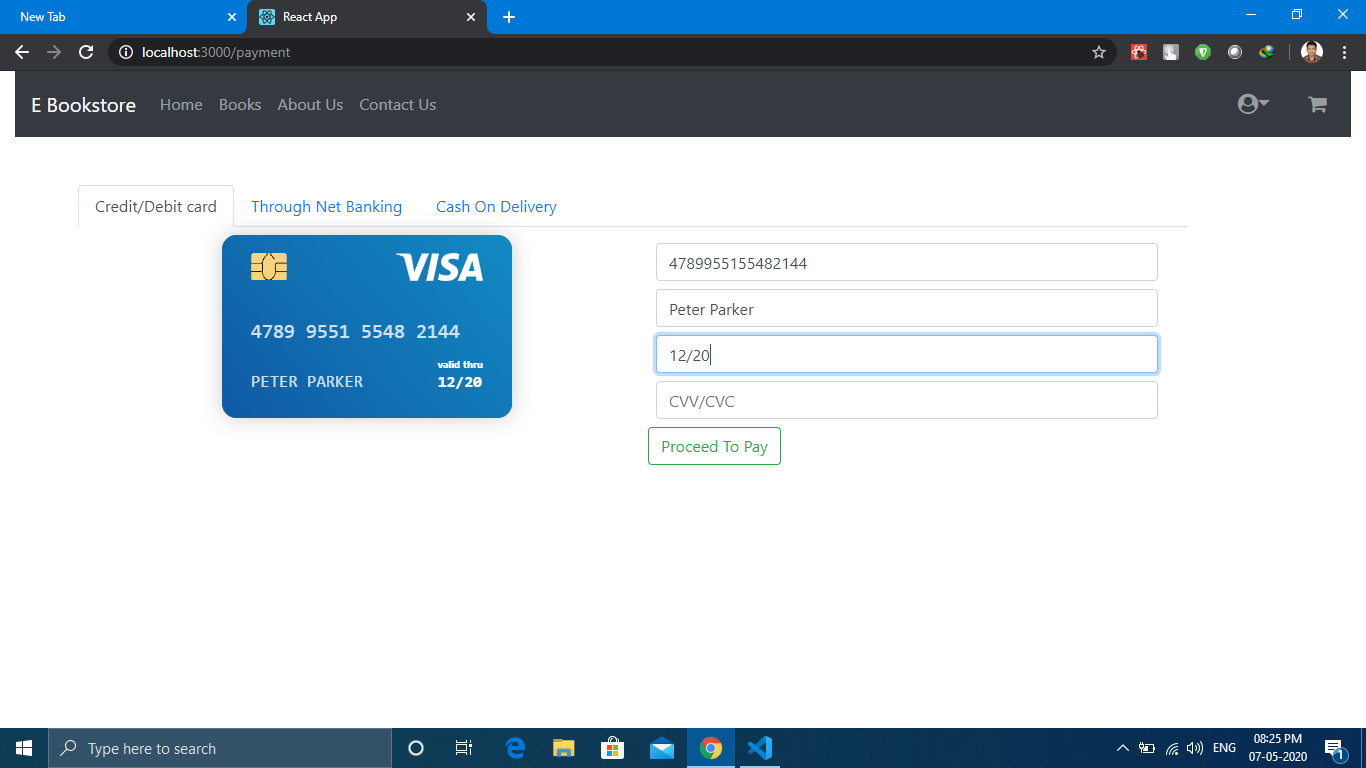 New Tab
React App
localhost:3000/payment
E Bookstore Home Books About Us Contact Us
Credit/Debit card Through Net Banking Cash On Delivery
VISA
4789 9551 5548 2144
valid thru
PETER PARKER 12/20
4789955155482144
Peter Parker
12/20
CVV/CVC
Proceed To Pay
Type here to search
ENG
08:25 PM
07-05-2020
1